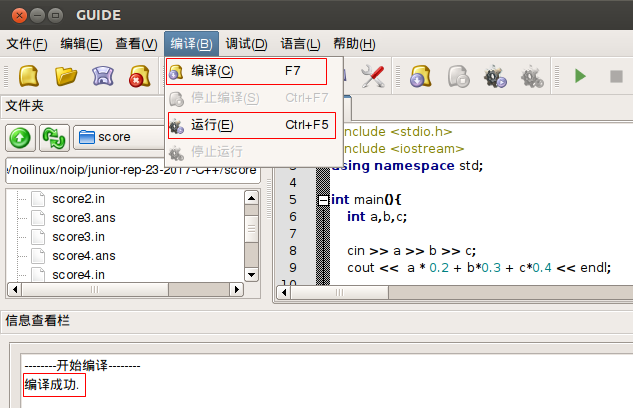 GUIDE
文件(F) 编辑(E) 查看(V) 编译(B) 调试(D) 语言(L) 帮助(H)
编译(C) F7
停止编译(S) Ctrl+F7
运行(E) Ctrl+F5
停止运行
文件夹
score
/noilinux/noip/junior-rep-23-2017-C++/score
score2.in
score3.ans
score3.in
score4.ans
score4.in
include <stdio.h>
include <iostream>
using namespace std;
4
5 int main(){
6 int a,b,c;
7
8 cin >> a >> b >> c;
9 cout << a * 0.2 + b*0.3 + c*0.4 << endl;
信息查看栏
--------开始编译--------
编译成功.